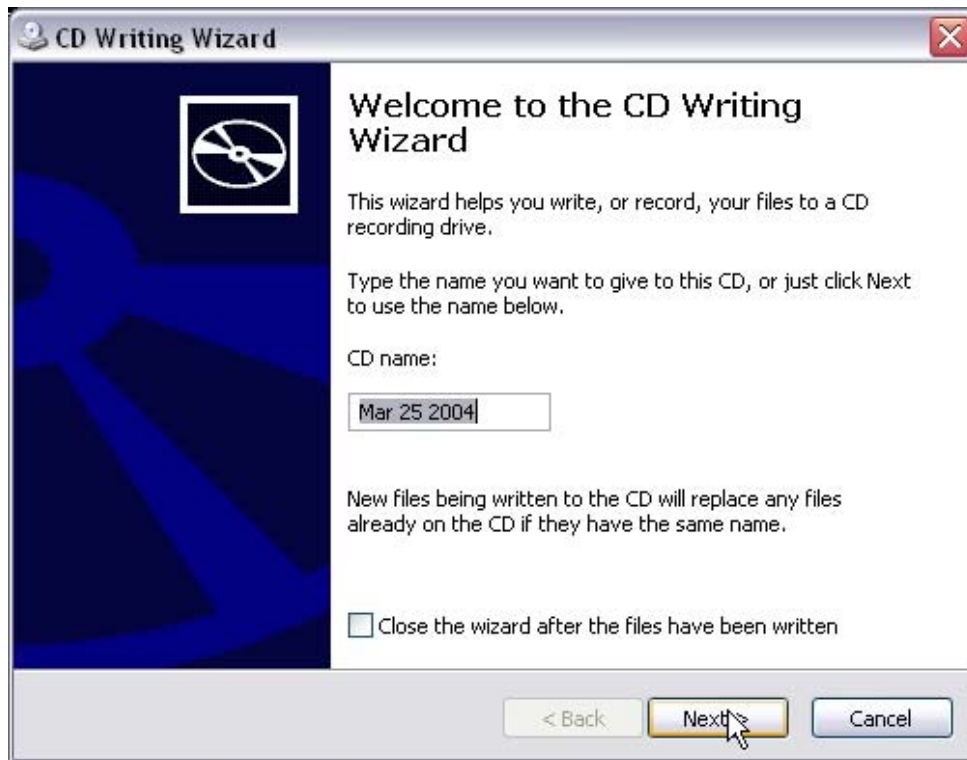 CD Writing Wizard
Welcome to the CD Writing
Wizard
This wizard helps you write, or record, your files to a CD
recording drive.
Type the name you want to give to this CD, or just click Next
to use the name below.
CD name:
Mar 25 2004
New files being written to the CD will replace any files
already on the CD if they have the same name.
Close the wizard after the files have been written
< Back Next > Cancel